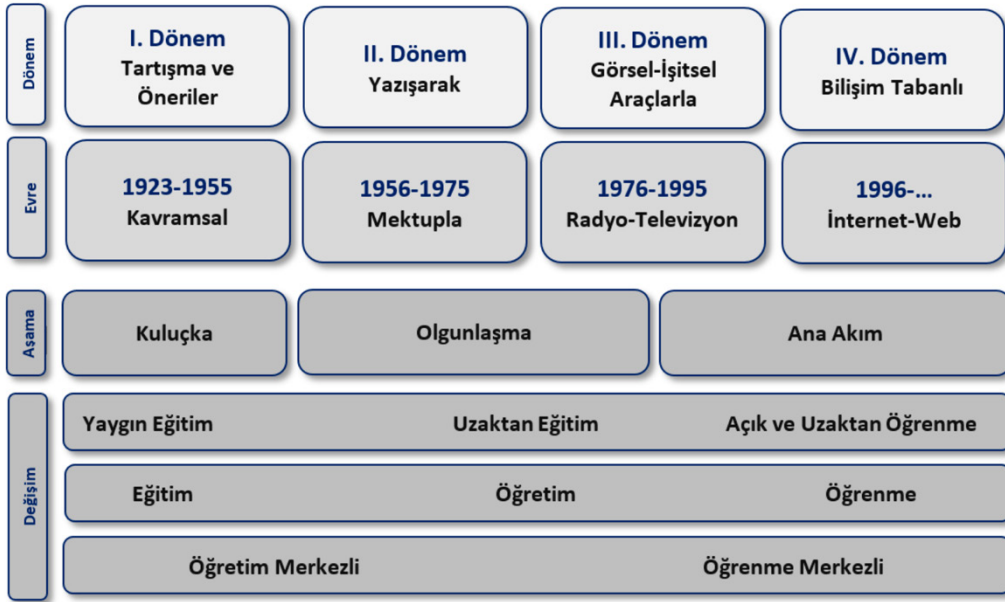 Dönem
I. Dönem
Tartışma ve
Öneriler
II. Dönem
Yazışarak
III. Dönem
Görsel-İşitsel
Araçlarla
IV. Dönem
Bilişim Tabanlı
Evre
1923-1955
Kavramsal
1956-1975
Mektupla
1976-1995
Radyo-Televizyon
1996-...
İnternet-Web
Aşama
Kuluçka
Olgunlaşma
Ana Akım
Değişim
Yaygın Eğitim
Uzaktan Eğitim
Açık ve Uzaktan Öğrenme
Eğitim
Öğretim
Öğrenme
Öğretim Merkezli
Öğrenme Merkezli